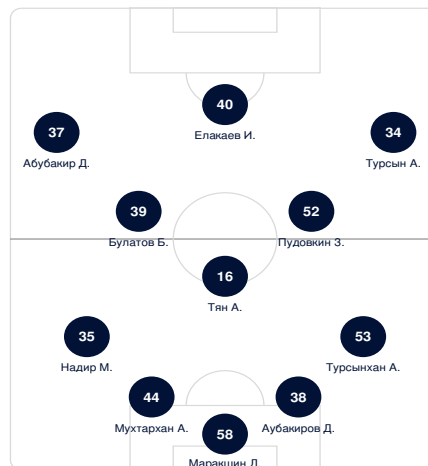 40
Елакаев И.
37
Абубакир Д.
34
Турсын А.
39
Булатов Б.
52
Пудовкин З.
16
Тян А.
35
Надир М.
53
Турсынхан А.
44
Мухтархан А.
38
Аубакиров Д.
58
Маракшин Д